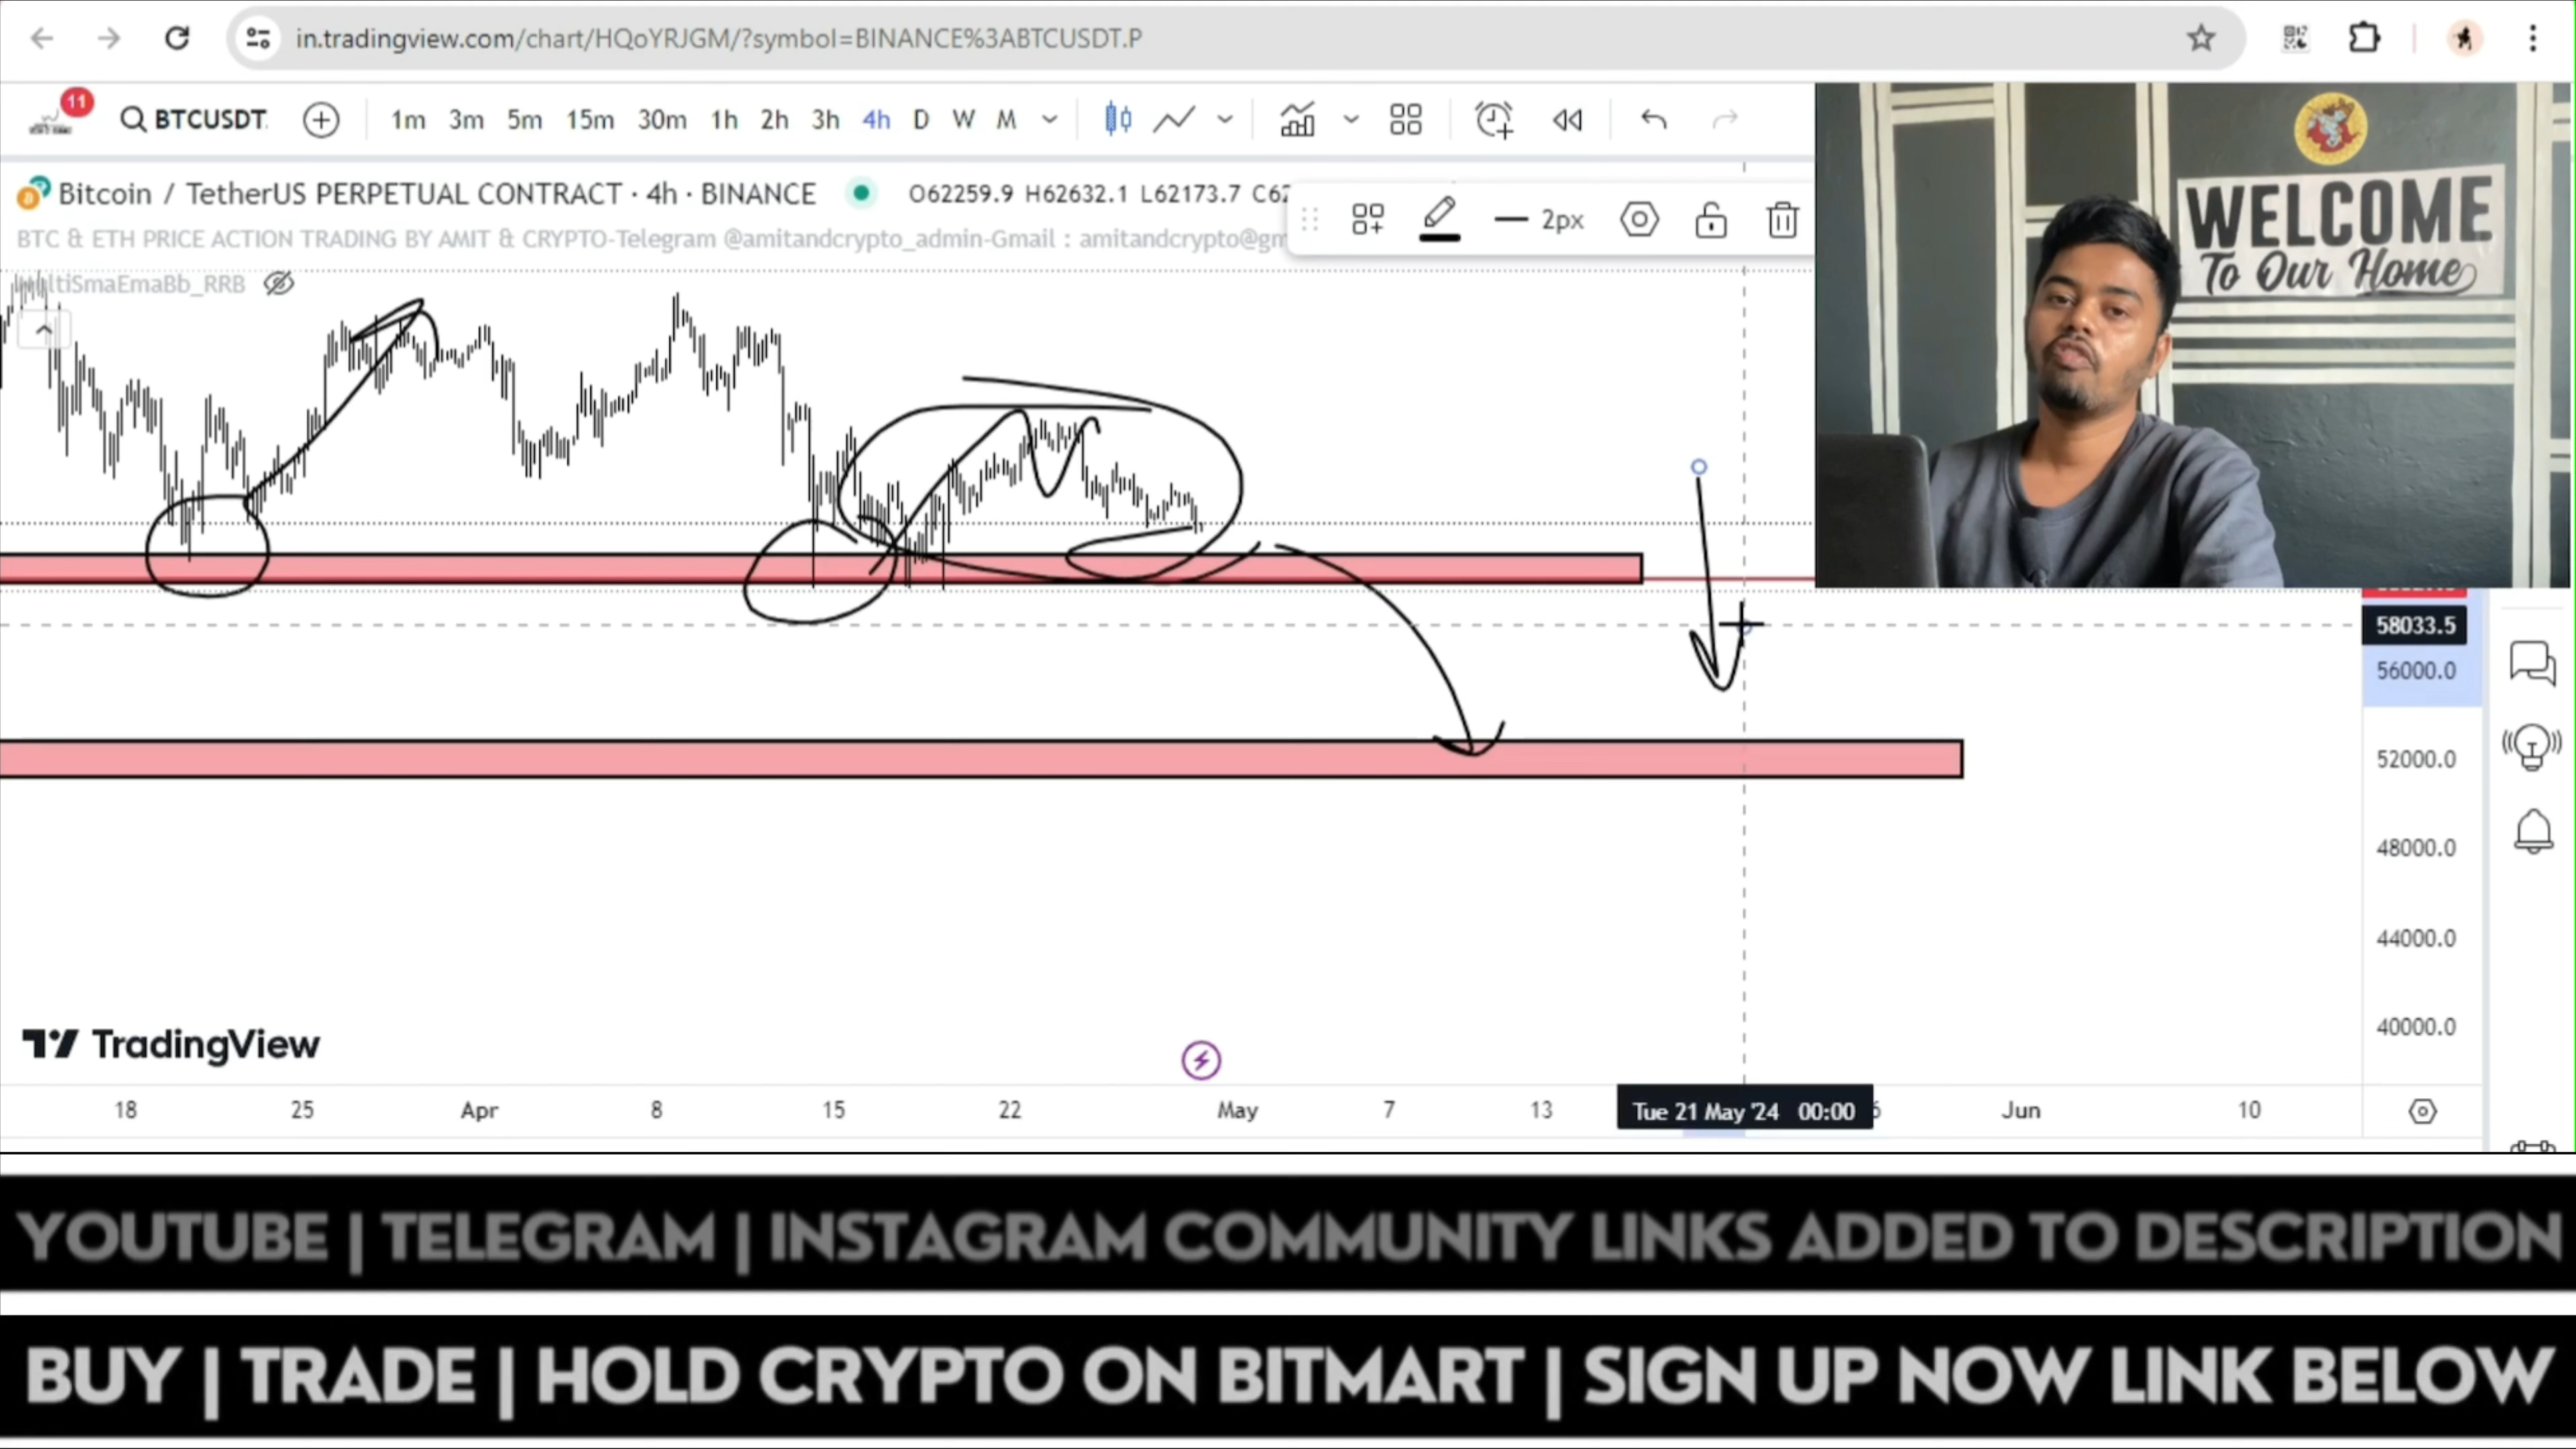 in.tradingview.com/chart/HQoYRJGM/?symbol=BINANCE%3ABTCUSDT.P
11
BTCUSDT. 1m 3m 5m 15m 30m 1h 2h 3h 4h D W M
Bitcoin / TetherUS PERPETUAL CONTRACT · 4h · BINANCE O62259.9 H62632.1 L62173.7 C62
2px
BTC & ETH PRICE ACTION TRADING BY AMIT & CRYPTO-Telegram @amitandcrypto_admin-Gmail : amitandcrypto@gm
MultiSmaEmaBb_RRB
WELCOME
To Our Home
58033.5
56000.0
52000.0
48000.0
44000.0
40000.0
TradingView
18 25 Apr 8 15 22 May 7 13 Tue 21 May '24 00:00 6 Jun 10
YOUTUBE | TELEGRAM | INSTAGRAM COMMUNITY LINKS ADDED TO DESCRIPTION
BUY | TRADE | HOLD CRYPTO ON BITMART | SIGN UP NOW LINK BELOW